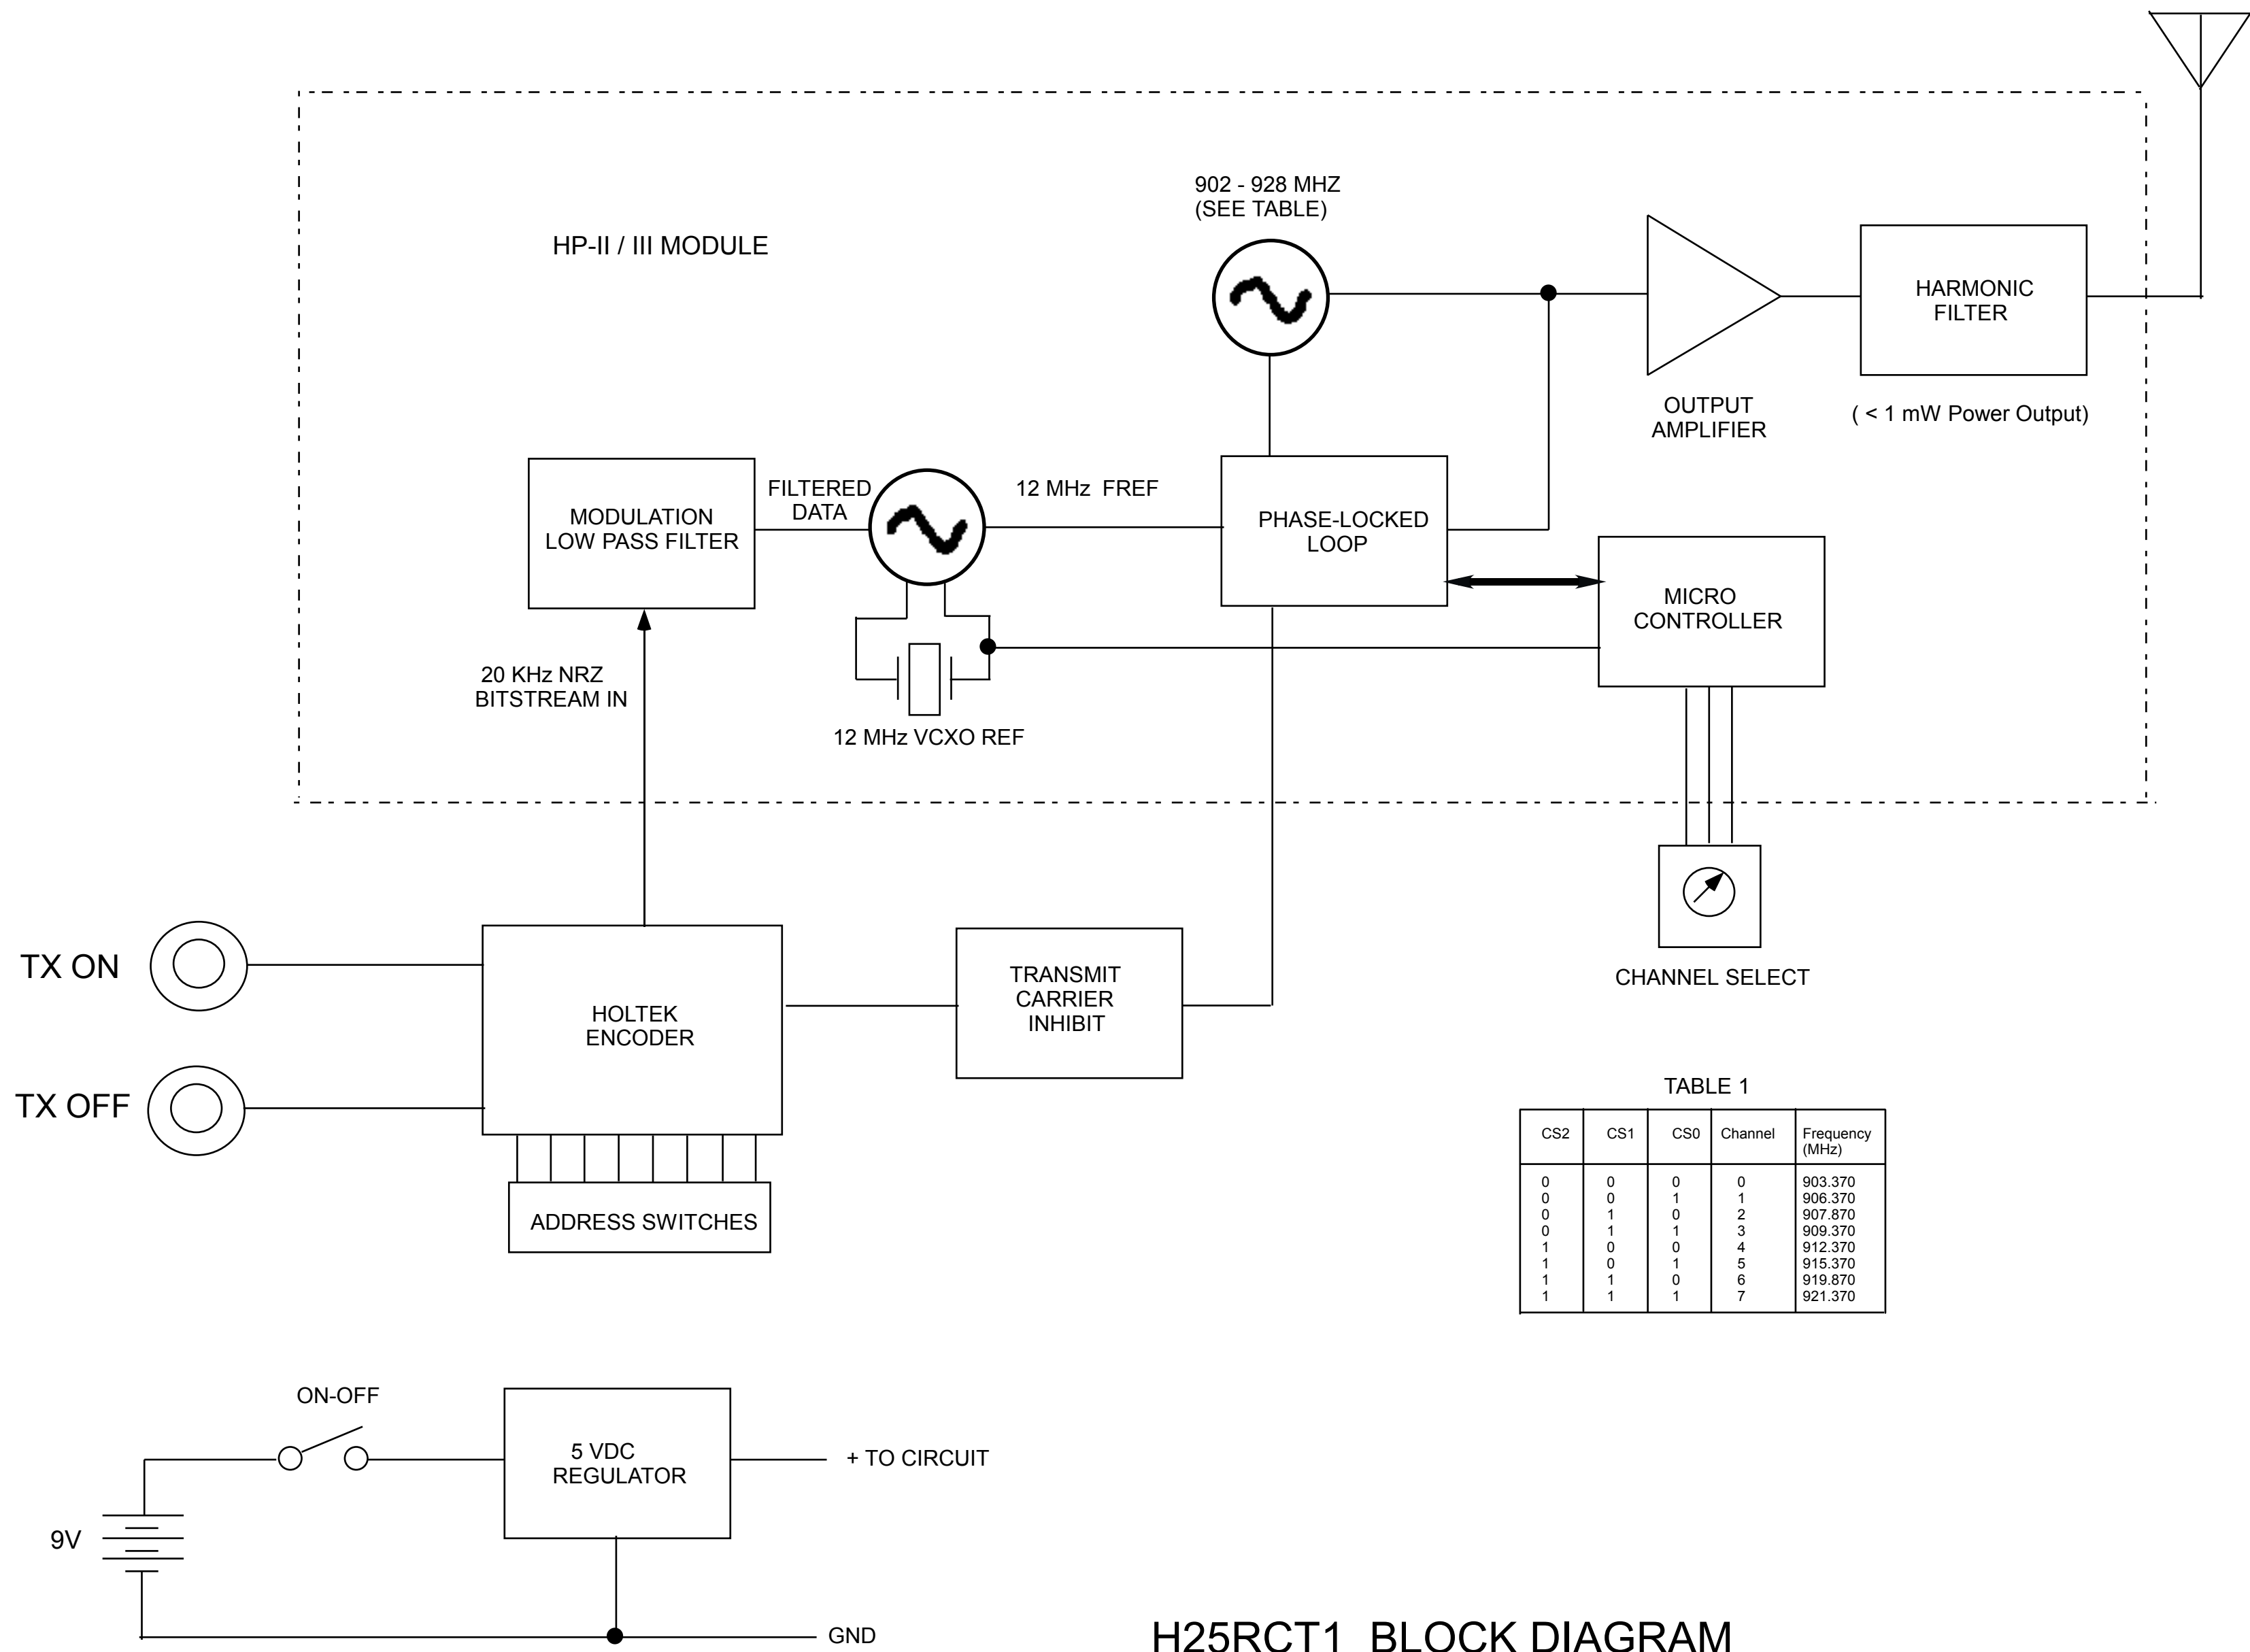 902 - 928 MHZ
(SEE TABLE)
HP-II / III MODULE
HARMONIC
FILTER
OUTPUT
AMPLIFIER
( < 1 mW Power Output)
MODULATION
LOW PASS FILTER
FILTERED
DATA
12 MHz FREF
PHASE-LOCKED
LOOP
MICRO
CONTROLLER
20 KHz NRZ
BITSTREAM IN
12 MHz VCXO REF
TX ON
HOLTEK
ENCODER
TRANSMIT
CARRIER
INHIBIT
CHANNEL SELECT
TX OFF
ADDRESS SWITCHES
TABLE 1
CS2 CS1 CS0 Channel Frequency
(MHz)
0 0 0 0 903.370
0 0 1 1 906.370
0 1 0 2 907.870
0 1 1 3 909.370
1 0 0 4 912.370
1 0 1 5 915.370
1 1 0 6 919.870
1 1 1 7 921.370
ON-OFF
5 VDC
REGULATOR
+ TO CIRCUIT
9V
GND
H25RCT1 BLOCK DIAGRAM